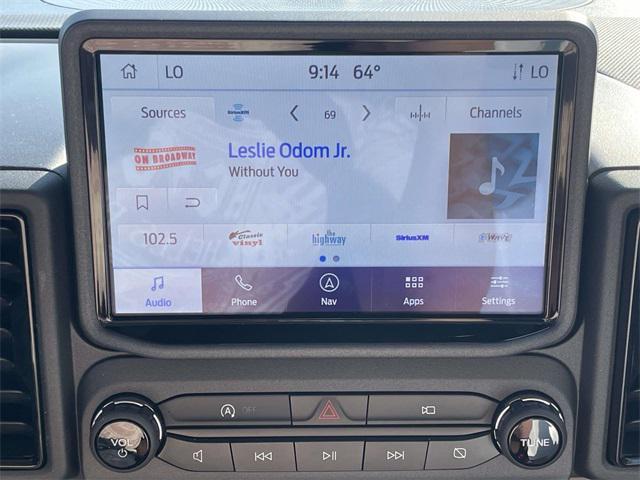 LO 9:14 64° LO
Sources SiriusXM 69 Channels
ON BROADWAY
Leslie Odom Jr.
Without You
102.5 Classic vinyl the highway SiriusXM WAVE
Audio Phone Nav Apps Settings
A OFF
VOL TUNE